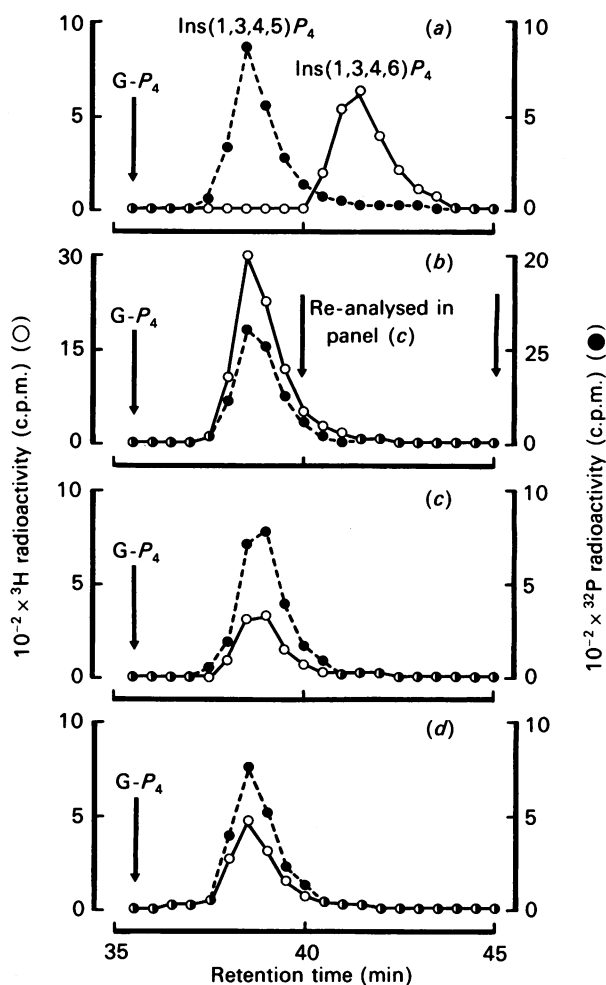 10
Ins(1,3,4,5)P4
(a)
10
Ins(1,3,4,6)P4
G-P4
5
5
0
0
30
(b)
20
G-P4
Re-analysed in
panel (c)
15
25
0
0
10
(c)
10
G-P4
5
5
0
0
10
(d)
10
G-P4
5
5
0
0
35
40
45
Retention time (min)
10⁻² × ³H radioactivity (c.p.m.) (○)
10⁻² × ³²P radioactivity (c.p.m.) (●)